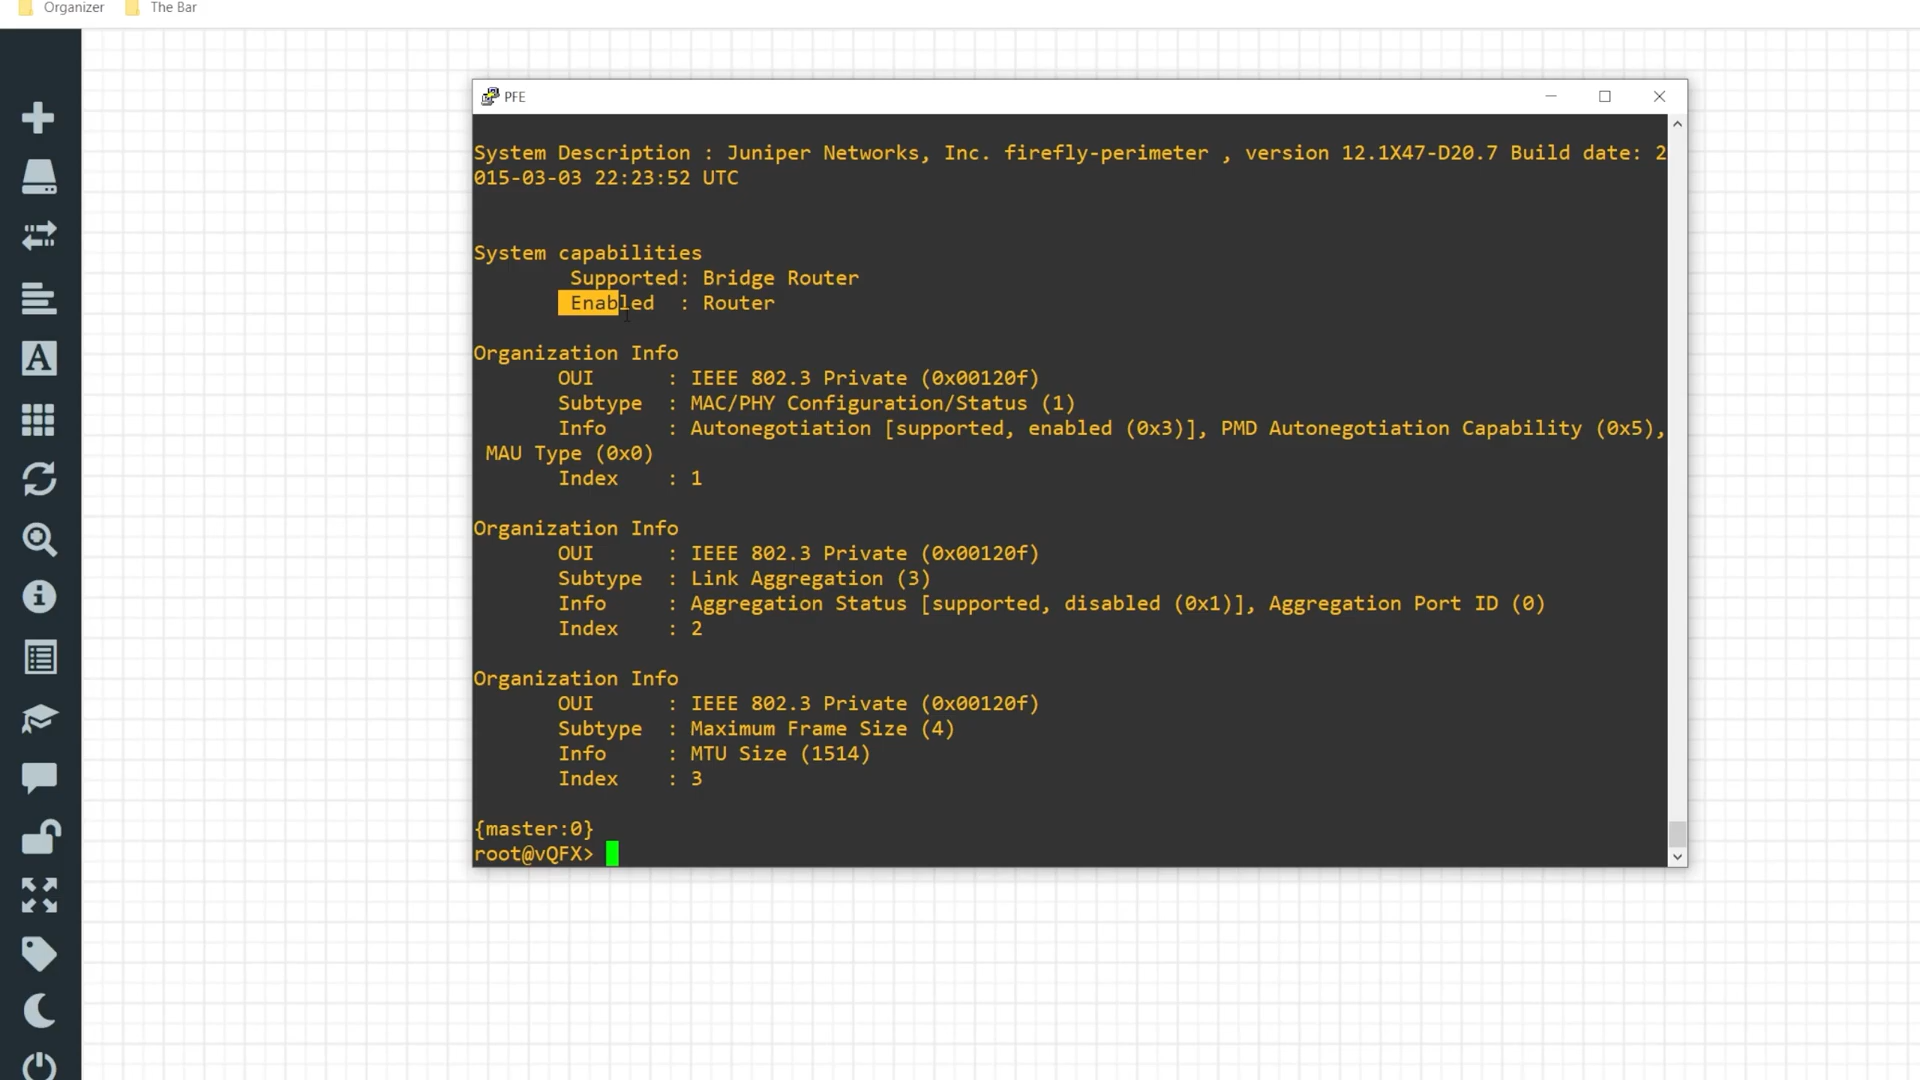 Organizer The Bar
PFE
System Description : Juniper Networks, Inc. firefly-perimeter , version 12.1X47-D20.7 Build date: 2
015-03-03 22:23:52 UTC
System capabilities
Supported: Bridge Router
Enabled : Router
Organization Info
OUI : IEEE 802.3 Private (0x00120f)
Subtype : MAC/PHY Configuration/Status (1)
Info : Autonegotiation [supported, enabled (0x3)], PMD Autonegotiation Capability (0x5),
MAU Type (0x0)
Index : 1
Organization Info
OUI : IEEE 802.3 Private (0x00120f)
Subtype : Link Aggregation (3)
Info : Aggregation Status [supported, disabled (0x1)], Aggregation Port ID (0)
Index : 2
Organization Info
OUI : IEEE 802.3 Private (0x00120f)
Subtype : Maximum Frame Size (4)
Info : MTU Size (1514)
Index : 3
{master:0}
root@vQFX>